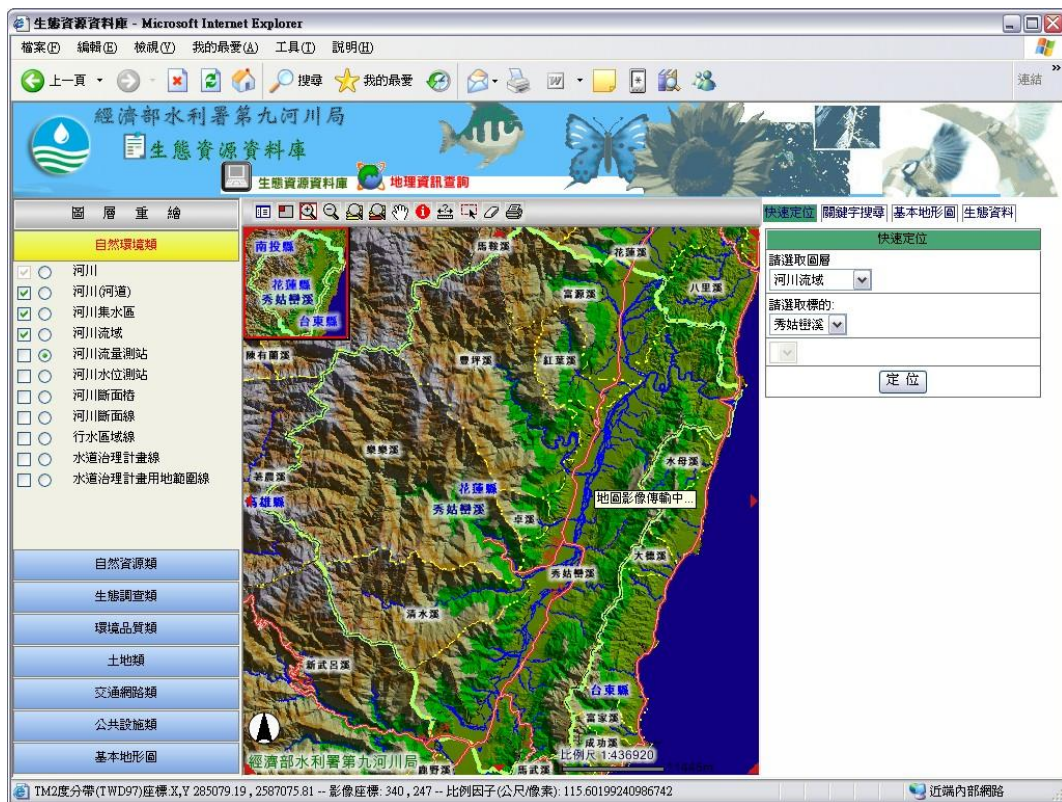 生態資源資料庫 - Microsoft Internet Explorer
檔案(F) 編輯(E) 檢視(V) 我的最愛(A) 工具(T) 說明(H)
上一頁 搜尋 我的最愛 連結
經濟部水利署第九河川局
生態資源資料庫
生態資源資料庫 地理資訊查詢
圖層重繪
自然環境類
河川
河川(河道)
河川集水區
河川流域
河川流量測站
河川水位測站
河川斷面樁
河川斷面線
行水區域線
水道治理計畫線
水道治理計畫用地範圍線
自然資源類
生態調查類
環境品質類
土地類
交通網路類
公共設施類
基本地形圖
南投縣
花蓮縣
秀姑巒溪
台東縣
馬鞍溪
花蓮溪
八里溪
富源溪
陳有蘭溪
豐坪溪
紅葉溪
樂樂溪
水母溪
荖農溪
高雄縣
花蓮縣
秀姑巒溪
地圖影像傳輸中...
卓溪
大德溪
秀姑巒溪
清水溪
新武呂溪
台東縣
富家溪
成功溪
比例尺 1:436920
經濟部水利署第九河川局
鹿野溪
馬武溪
快速定位 關鍵字搜尋 基本地形圖 生態資料
快速定位
請選取圖層
河川流域
請選取標的:
秀姑巒溪
定 位
TM2度分帶(TWD97)座標:X,Y 285079.19 , 2587075.81 -- 影像座標: 340 , 247 -- 比例因子(公尺/像素): 115.60199240986742
近端內部網路